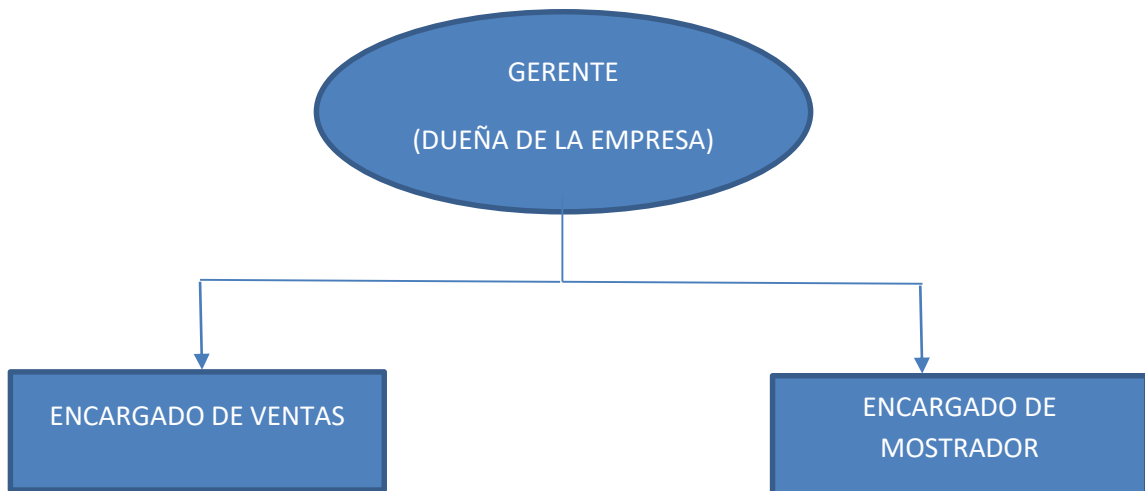 GERENTE
(DUEÑA DE LA EMPRESA)
ENCARGADO DE VENTAS
ENCARGADO DE
MOSTRADOR